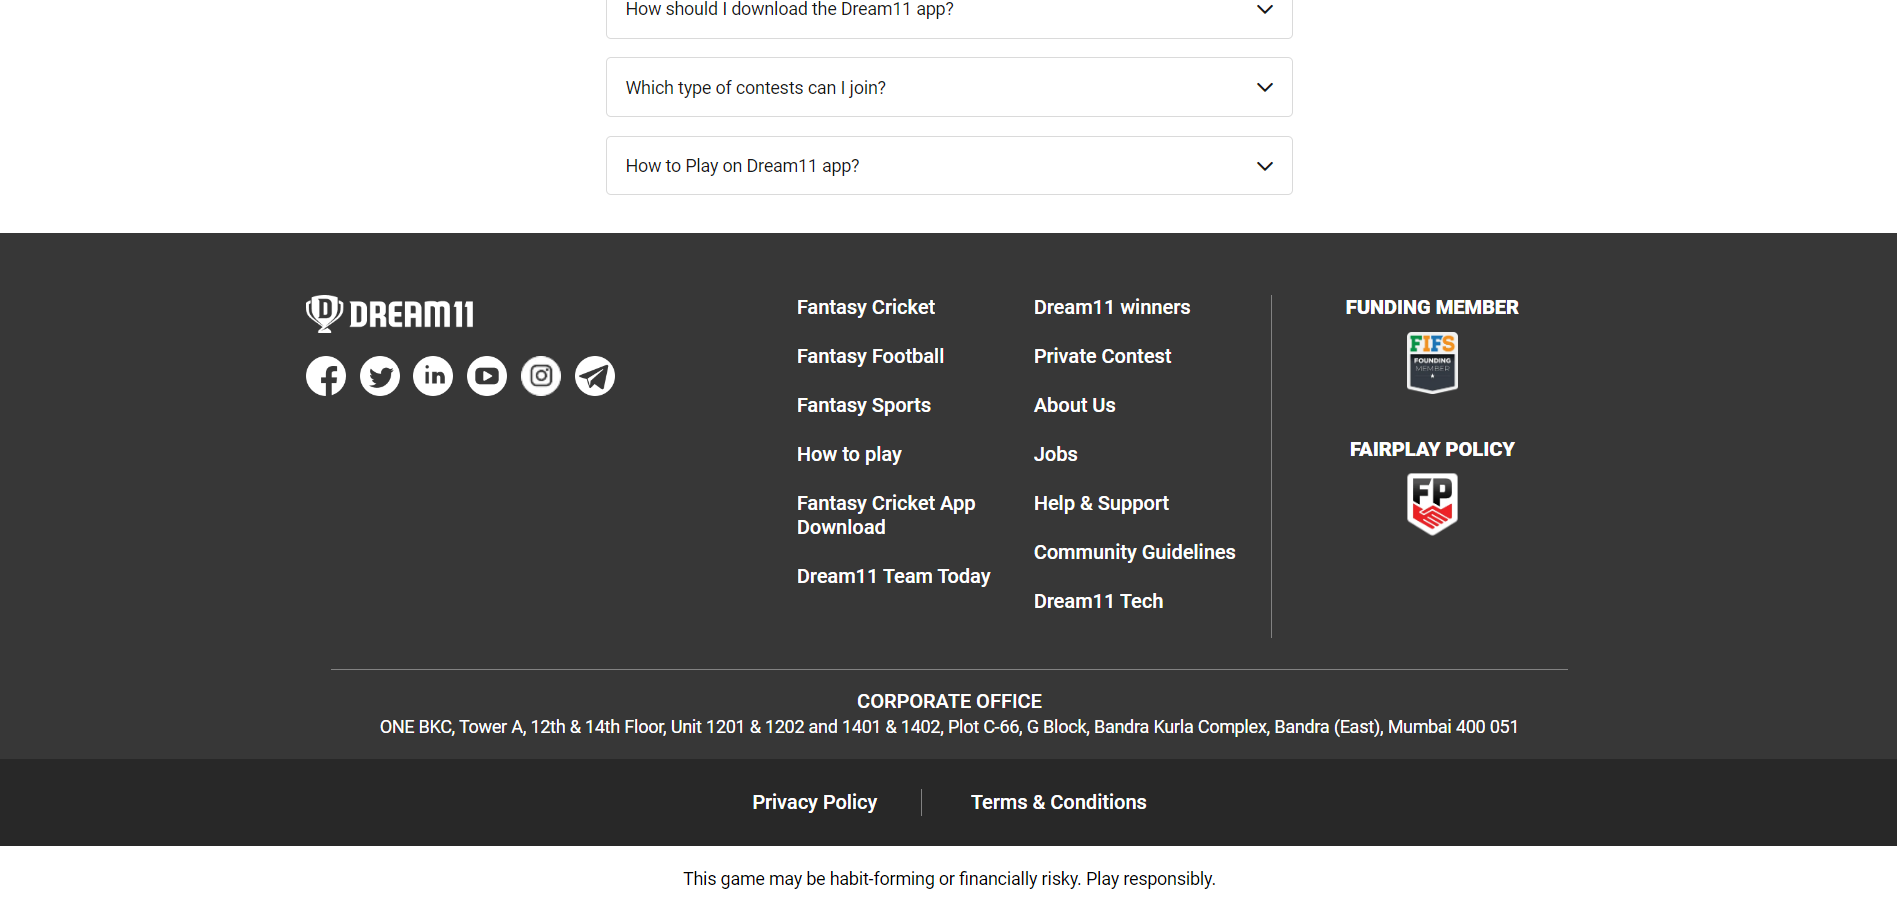 How should I download the Dream11 app?
Which type of contests can I join?
How to Play on Dream11 app?
DREAM11
Fantasy Cricket
Fantasy Football
Fantasy Sports
How to play
Fantasy Cricket App
Download
Dream11 Team Today
Dream11 winners
Private Contest
About Us
Jobs
Help & Support
Community Guidelines
Dream11 Tech
FUNDING MEMBER
FIFS
FOUNDING
MEMBER
FAIRPLAY POLICY
FP
CORPORATE OFFICE
ONE BKC, Tower A, 12th & 14th Floor, Unit 1201 & 1202 and 1401 & 1402, Plot C-66, G Block, Bandra Kurla Complex, Bandra (East), Mumbai 400 051
Privacy Policy
Terms & Conditions
This game may be habit-forming or financially risky. Play responsibly.